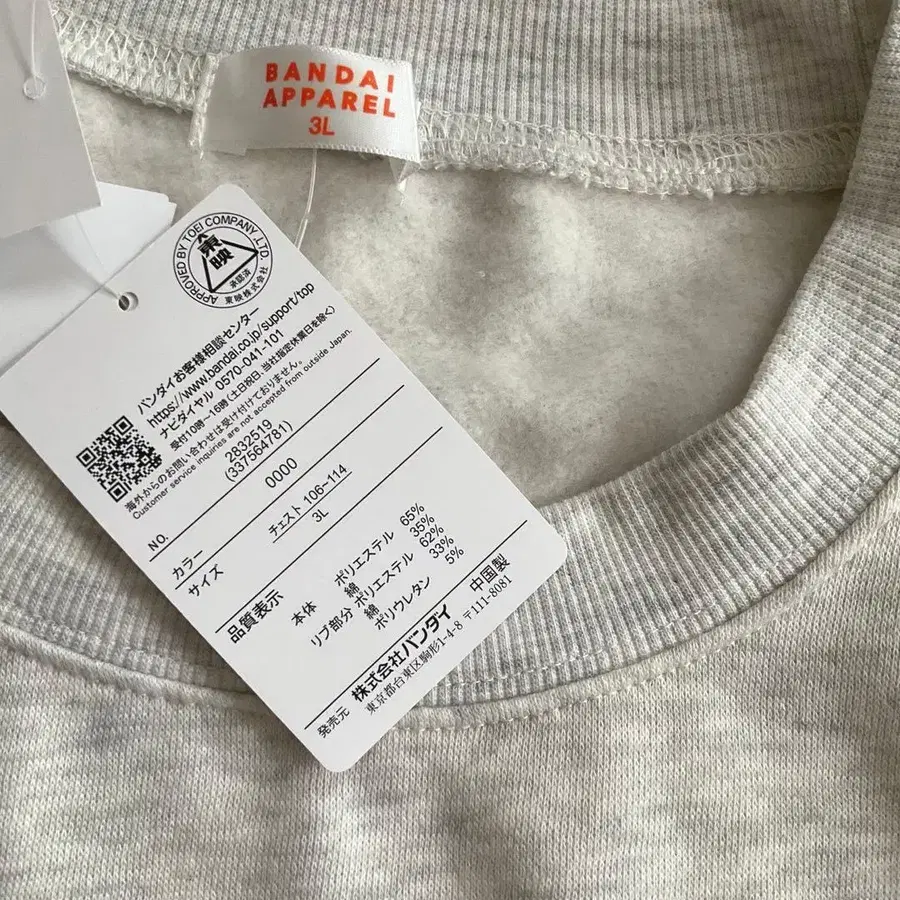 BANDAI
APPAREL
3L
APPROVED BY TOEI COMPANY, LTD.
東映
承認済
東映株式会社
バンダイお客様相談センター
https://www.bandai.co.jp/support/top
ナビダイヤル 0570-041-101
受付10時~16時 (土日祝日、当社指定休業日を除く)
海外からのお問い合わせは受け付けておりません。
Customer service inquiries are not accepted from outside Japan.
NO. 2832519
(337564781)
カラー 0000
サイズ チェスト 106-114
3L
品質表示 本体 ポリエステル 65%
綿 35%
リブ部分 ポリエステル 62%
綿 33%
ポリウレタン 5%
中国製
発売元 株式会社バンダイ
東京都台東区駒形1-4-8 〒111-8081